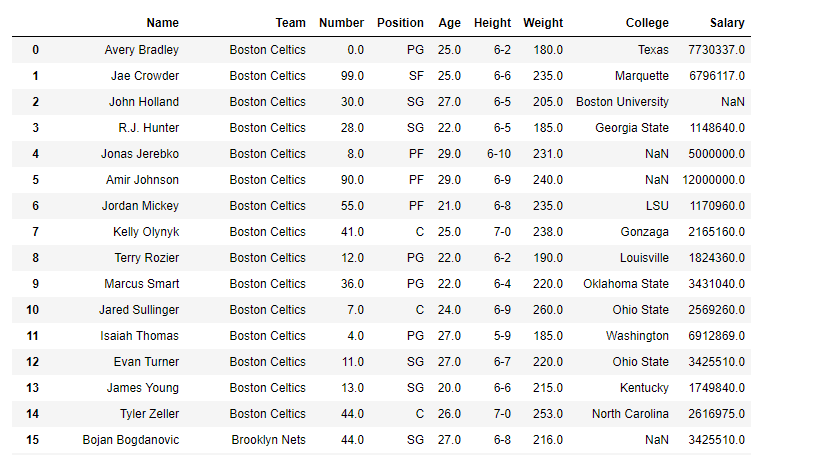 Name Team Number Position Age Height Weight College Salary
0 Avery Bradley Boston Celtics 0.0 PG 25.0 6-2 180.0 Texas 7730337.0
1 Jae Crowder Boston Celtics 99.0 SF 25.0 6-6 235.0 Marquette 6796117.0
2 John Holland Boston Celtics 30.0 SG 27.0 6-5 205.0 Boston University NaN
3 R.J. Hunter Boston Celtics 28.0 SG 22.0 6-5 185.0 Georgia State 1148640.0
4 Jonas Jerebko Boston Celtics 8.0 PF 29.0 6-10 231.0 NaN 5000000.0
5 Amir Johnson Boston Celtics 90.0 PF 29.0 6-9 240.0 NaN 12000000.0
6 Jordan Mickey Boston Celtics 55.0 PF 21.0 6-8 235.0 LSU 1170960.0
7 Kelly Olynyk Boston Celtics 41.0 C 25.0 7-0 238.0 Gonzaga 2165160.0
8 Terry Rozier Boston Celtics 12.0 PG 22.0 6-2 190.0 Louisville 1824360.0
9 Marcus Smart Boston Celtics 36.0 PG 22.0 6-4 220.0 Oklahoma State 3431040.0
10 Jared Sullinger Boston Celtics 7.0 C 24.0 6-9 260.0 Ohio State 2569260.0
11 Isaiah Thomas Boston Celtics 4.0 PG 27.0 5-9 185.0 Washington 6912869.0
12 Evan Turner Boston Celtics 11.0 SG 27.0 6-7 220.0 Ohio State 3425510.0
13 James Young Boston Celtics 13.0 SG 20.0 6-6 215.0 Kentucky 1749840.0
14 Tyler Zeller Boston Celtics 44.0 C 26.0 7-0 253.0 North Carolina 2616975.0
15 Bojan Bogdanovic Brooklyn Nets 44.0 SG 27.0 6-8 216.0 NaN 3425510.0